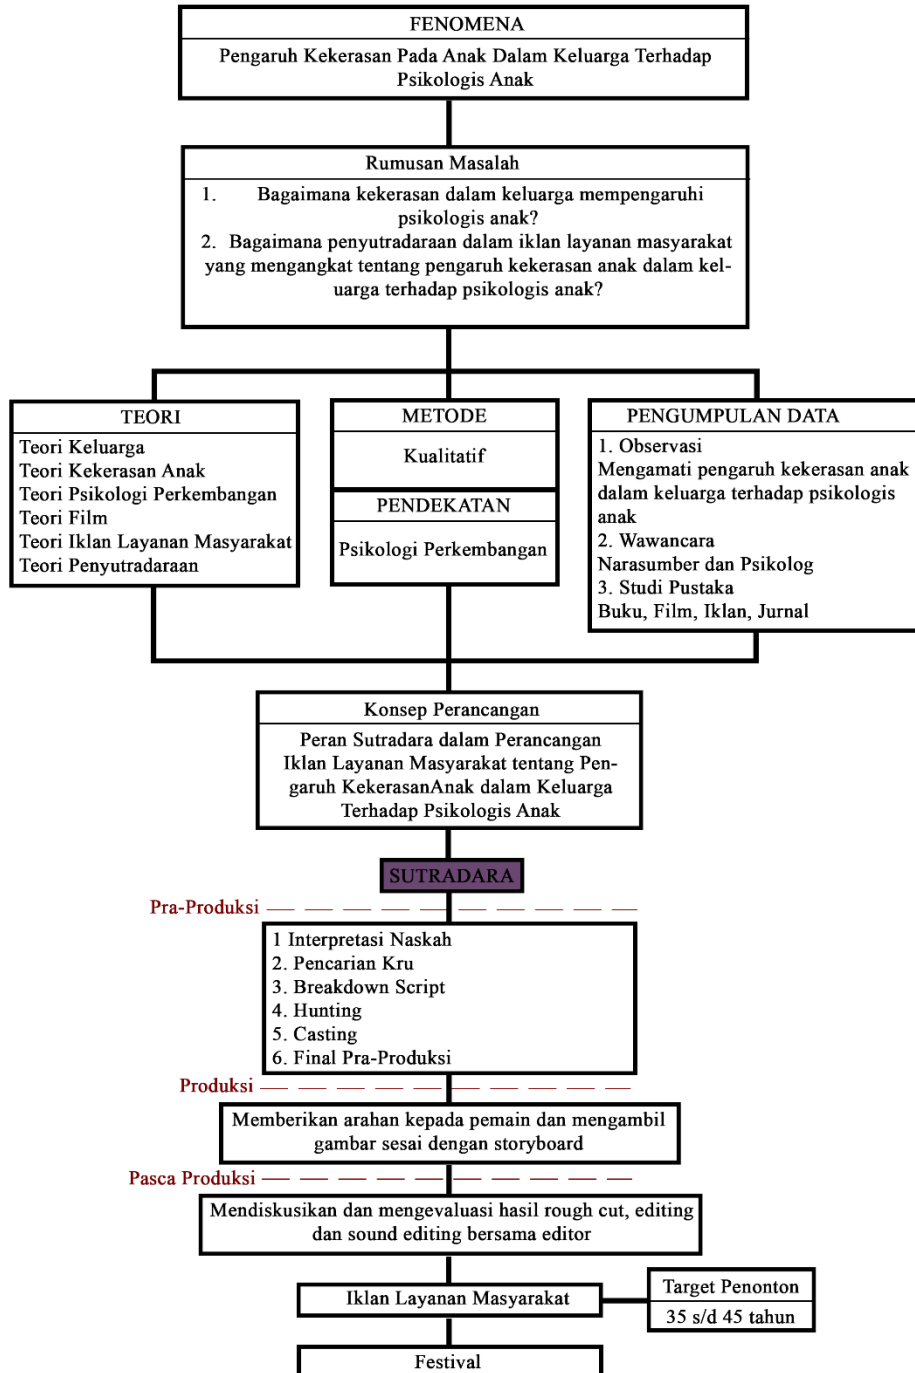 FENOMENA
Pengaruh Kekerasan Pada Anak Dalam Keluarga Terhadap
Psikologis Anak
Rumusan Masalah
1. Bagaimana kekerasan dalam keluarga mempengaruhi
psikologis anak?
2. Bagaimana penyutradaraan dalam iklan layanan masyarakat
yang mengangkat tentang pengaruh kekerasan anak dalam kel-
uarga terhadap psikologis anak?
TEORI
Teori Keluarga
Teori Kekerasan Anak
Teori Psikologi Perkembangan
Teori Film
Teori Iklan Layanan Masyarakat
Teori Penyutradaraan
METODE
Kualitatif
PENDEKATAN
Psikologi Perkembangan
PENGUMPULAN DATA
1. Observasi
Mengamati pengaruh kekerasan anak
dalam keluarga terhadap psikologis
anak
2. Wawancara
Narasumber dan Psikolog
3. Studi Pustaka
Buku, Film, Iklan, Jurnal
Konsep Perancangan
Peran Sutradara dalam Perancangan
Iklan Layanan Masyarakat tentang Pen-
garuh KekerasanAnak dalam Keluarga
Terhadap Psikologis Anak
SUTRADARA
Pra-Produksi
1 Interpretasi Naskah
2. Pencarian Kru
3. Breakdown Script
4. Hunting
5. Casting
6. Final Pra-Produksi
Produksi
Memberikan arahan kepada pemain dan mengambil
gambar sesai dengan storyboard
Pasca Produksi
Mendiskusikan dan mengevaluasi hasil rough cut, editing
dan sound editing bersama editor
Iklan Layanan Masyarakat
Target Penonton
35 s/d 45 tahun
Festival